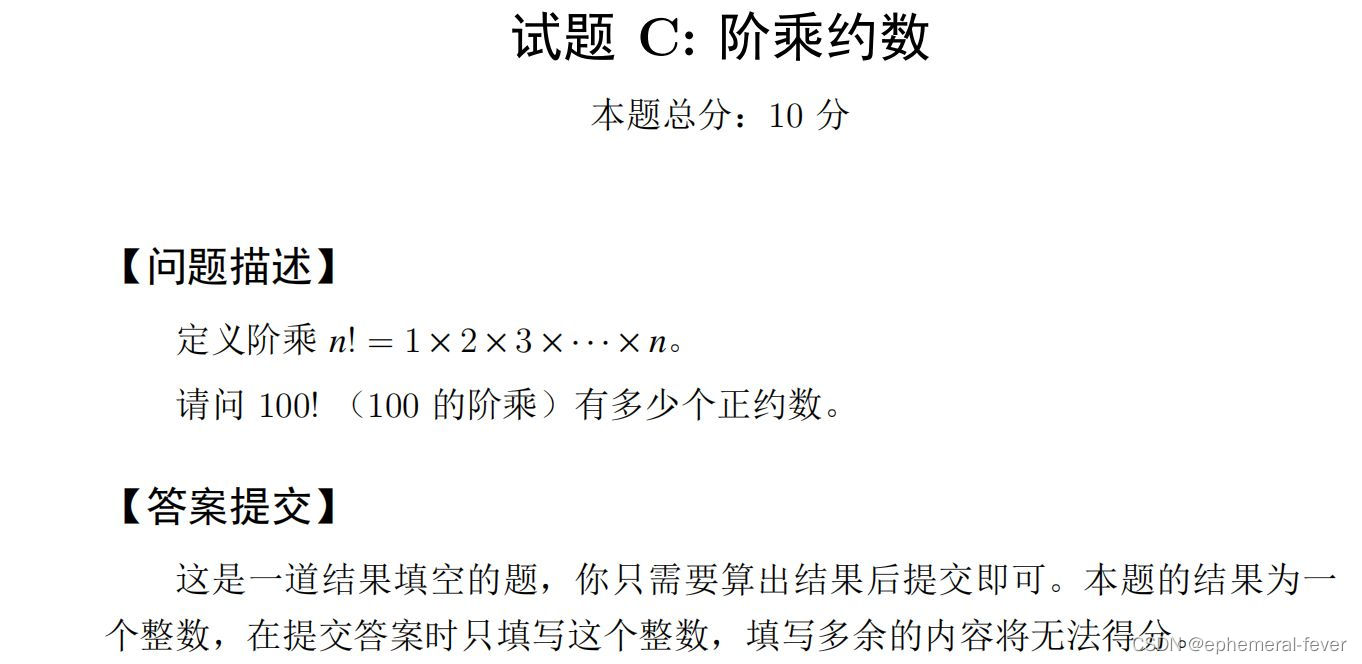 试题 C: 阶乘约数
本题总分：10 分
【问题描述】
定义阶乘 n! = 1 × 2 × 3 × · · · × n。
请问 100! （100 的阶乘）有多少个正约数。
【答案提交】
这是一道结果填空的题，你只需要算出结果后提交即可。本题的结果为一
个整数，在提交答案时只填写这个整数，填写多余的内容将无法得分。
CSDN @ephemeral-fever